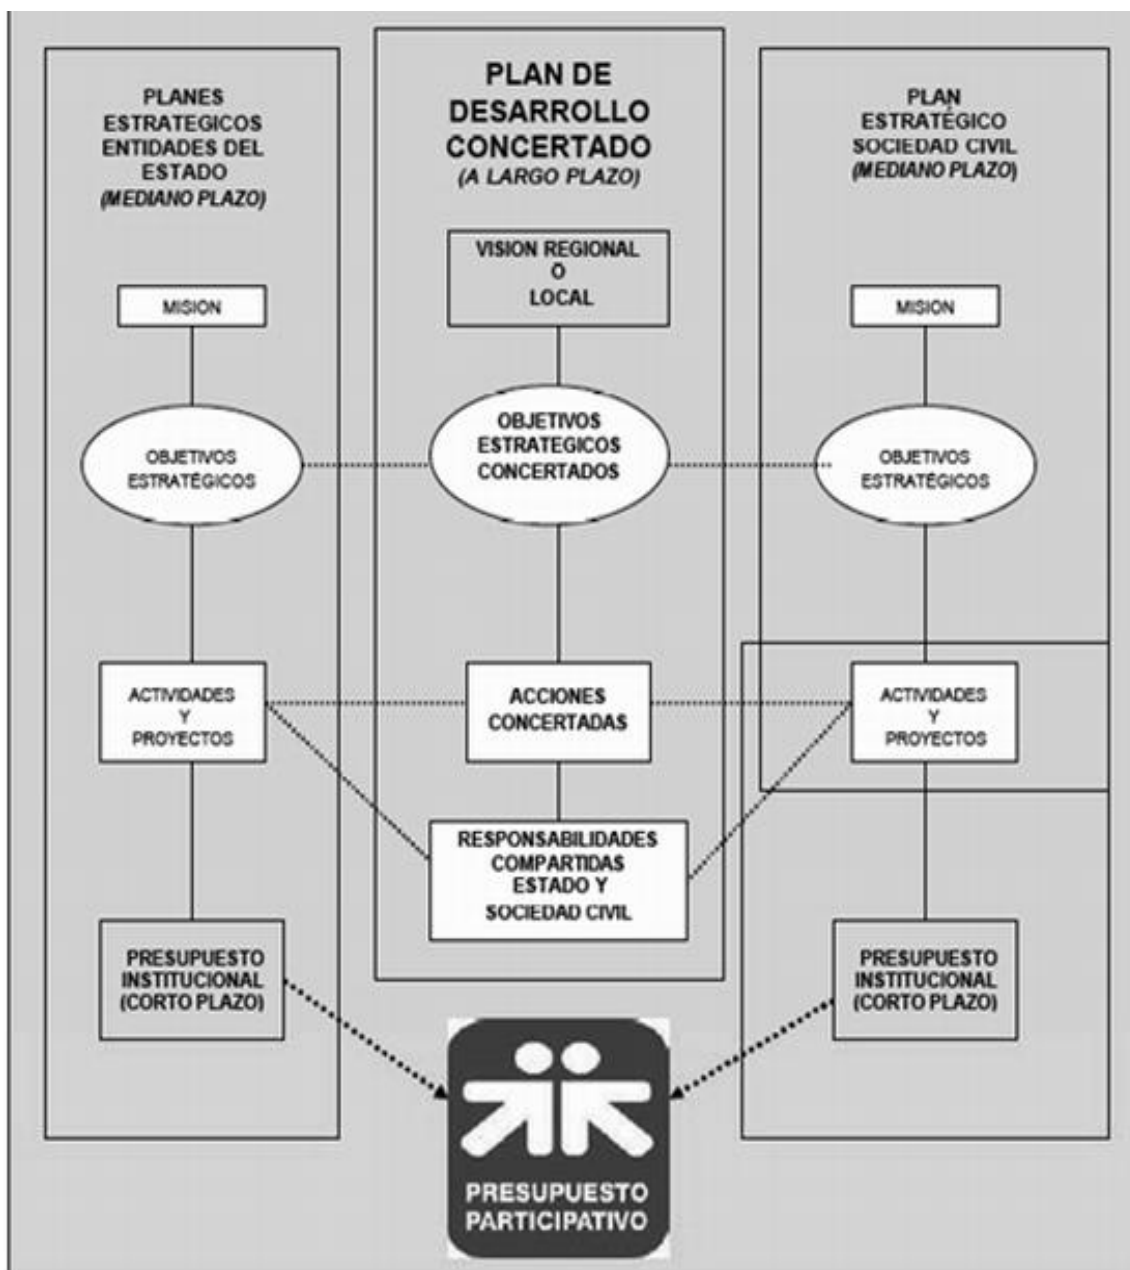 PLANES
ESTRATEGICOS
ENTIDADES DEL
ESTADO
(MEDIANO PLAZO)
MISION
OBJETIVOS
ESTRATÉGICOS
ACTIVIDADES
Y
PROYECTOS
PRESUPUESTO
INSTITUCIONAL
(CORTO PLAZO)
PLAN DE
DESARROLLO
CONCERTADO
(A LARGO PLAZO)
VISION REGIONAL
O
LOCAL
OBJETIVOS
ESTRATEGICOS
CONCERTADOS
ACCIONES
CONCERTADAS
RESPONSABILIDADES
COMPARTIDAS
ESTADO Y
SOCIEDAD CIVIL
PLAN
ESTRATÉGICO
SOCIEDAD CIVIL
(MEDIANO PLAZO)
MISION
OBJETIVOS
ESTRATÉGICOS
ACTIVIDADES
Y
PROYECTOS
PRESUPUESTO
INSTITUCIONAL
(CORTO PLAZO)
PRESUPUESTO
PARTICIPATIVO